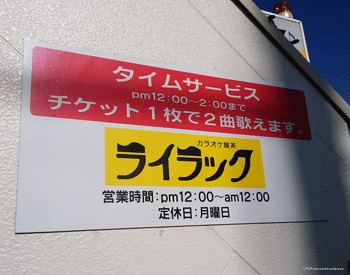 タイムサービス
pm12:00～2:00まで
チケット1枚で2曲歌えます。
カラオケ喫茶
ライラック
営業時間:pm12:00～am12:00
定休日:月曜日